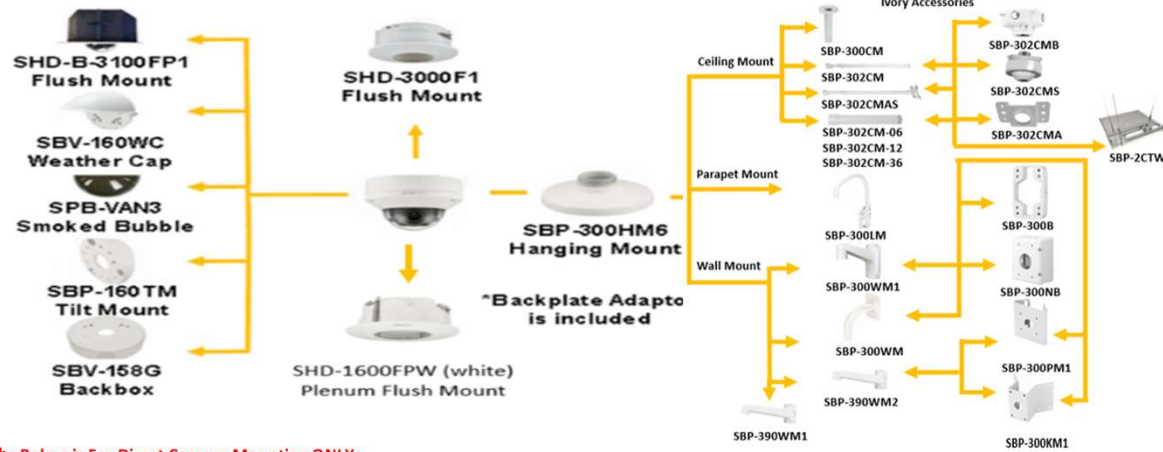 Ivory Accessories
SHD-B-3100FP1
Flush Mount
SBV-160WC
Weather Cap
SPB-VAN3
Smoked Bubble
SBP-160TM
Tilt Mount
SBV-158G
Backbox
SHD-3000F1
Flush Mount
SHD-1600FPW (white)
Plenum Flush Mount
SBP-300HM6
Hanging Mount
*Backplate Adapto
is included
Ceiling Mount
SBP-300CM
SBP-302CM
SBP-302CMAS
SBP-302CM-06
SBP-302CM-12
SBP-302CM-36
SBP-302CMB
SBP-302CMS
SBP-302CMA
SBP-2CTW
Parapet Mount
SBP-300LM
Wall Mount
SBP-300WM1
SBP-300WM
SBP-390WM2
SBP-390WM1
SBP-300B
SBP-300NB
SBP-300PM1
SBP-300KM1